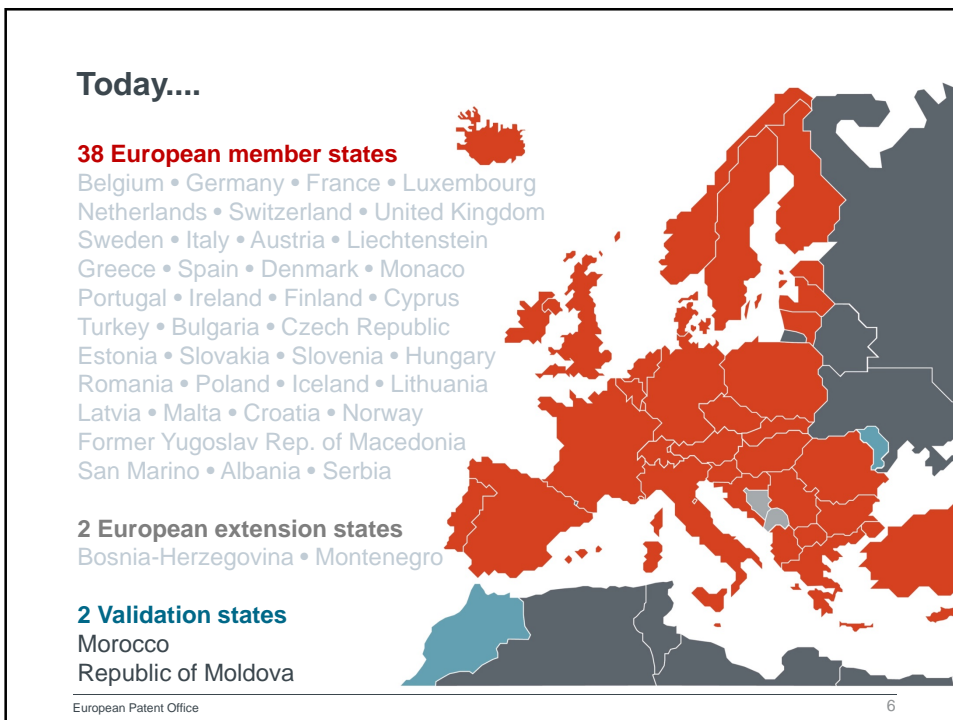 Today....
38 European member states
Belgium • Germany • France • Luxembourg
Netherlands • Switzerland • United Kingdom
Sweden • Italy • Austria • Liechtenstein
Greece • Spain • Denmark • Monaco
Portugal • Ireland • Finland • Cyprus
Turkey • Bulgaria • Czech Republic
Estonia • Slovakia • Slovenia • Hungary
Romania • Poland • Iceland • Lithuania
Latvia • Malta • Croatia • Norway
Former Yugoslav Rep. of Macedonia
San Marino • Albania • Serbia
2 European extension states
Bosnia-Herzegovina • Montenegro
2 Validation states
Morocco
Republic of Moldova
European Patent Office
6